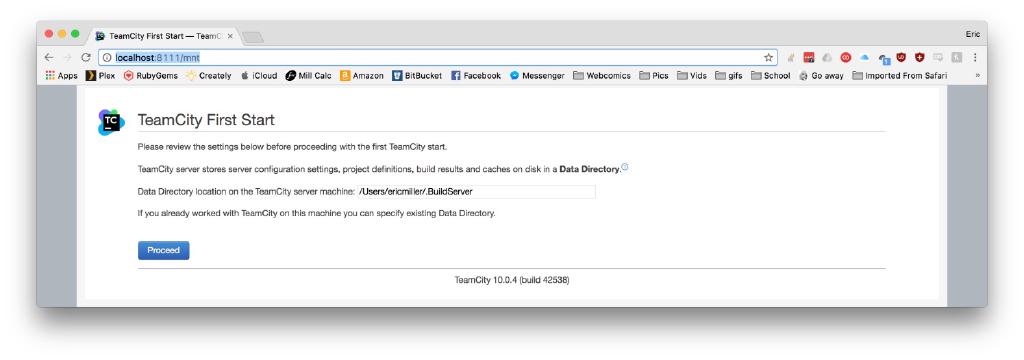 TeamCity First Start — TeamC
Eric
localhost:8111/mnt
Apps Plex RubyGems Creately iCloud Mill Calc Amazon BitBucket Facebook Messenger Webcomics Pics Vids gifs School Go away Imported From Safari »
TC
TeamCity First Start
Please review the settings below before proceeding with the first TeamCity start.
TeamCity server stores server configuration settings, project definitions, build results and caches on disk in a Data Directory.
Data Directory location on the TeamCity server machine: /Users/ericmiller/.BuildServer
If you already worked with TeamCity on this machine you can specify existing Data Directory.
Proceed
TeamCity 10.0.4 (build 42538)